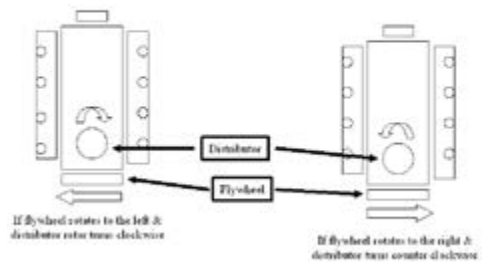 Distributor
Flywheel
If flywheel rotates to the left &
distributor rotor turns clockwise
If flywheel rotates to the right &
distributor turns counter clockwise